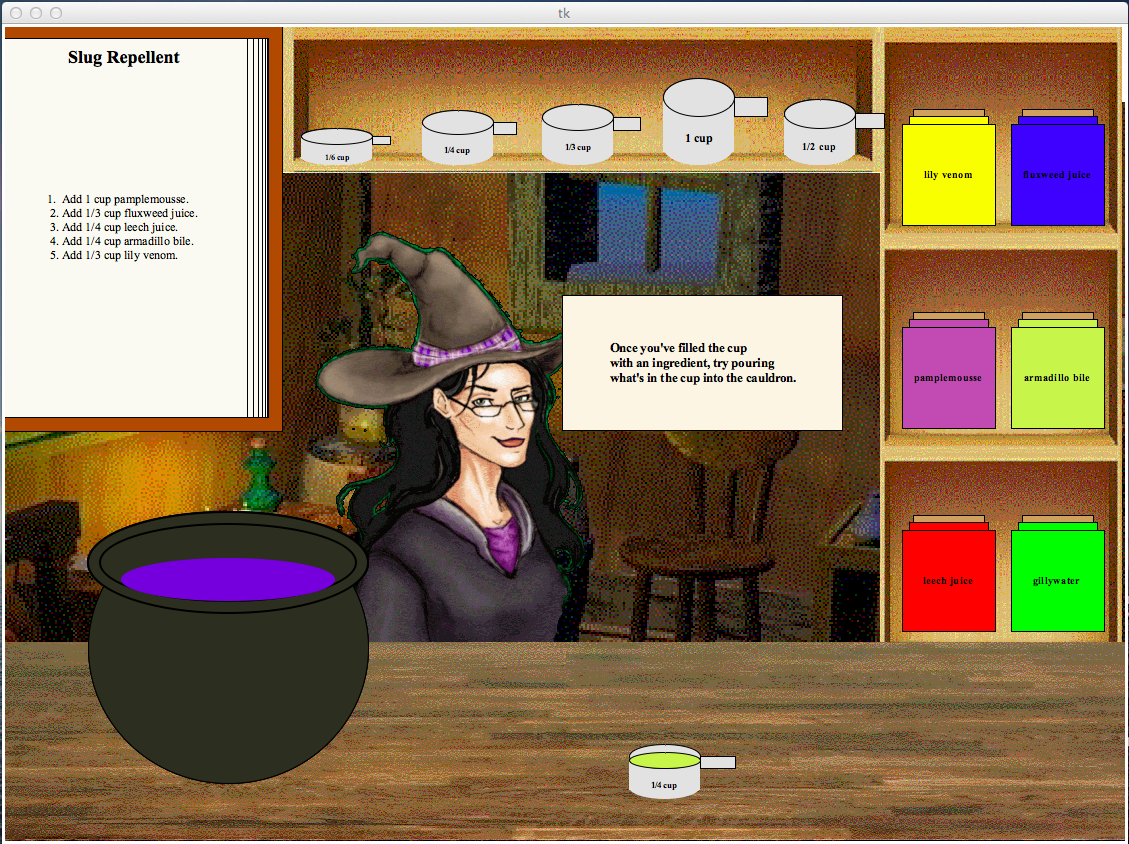 tk
Slug Repellent
1. Add 1 cup pamplemousse.
2. Add 1/3 cup fluxweed juice.
3. Add 1/4 cup leech juice.
4. Add 1/4 cup armadillo bile.
5. Add 1/3 cup lily venom.
1/6 cup
1/4 cup
1/3 cup
1 cup
1/2 cup
lily venom
fluxweed juice
Once you've filled the cup
with an ingredient, try pouring
what's in the cup into the cauldron.
pamplemousse
armadillo bile
leech juice
gillywater
1/4 cup